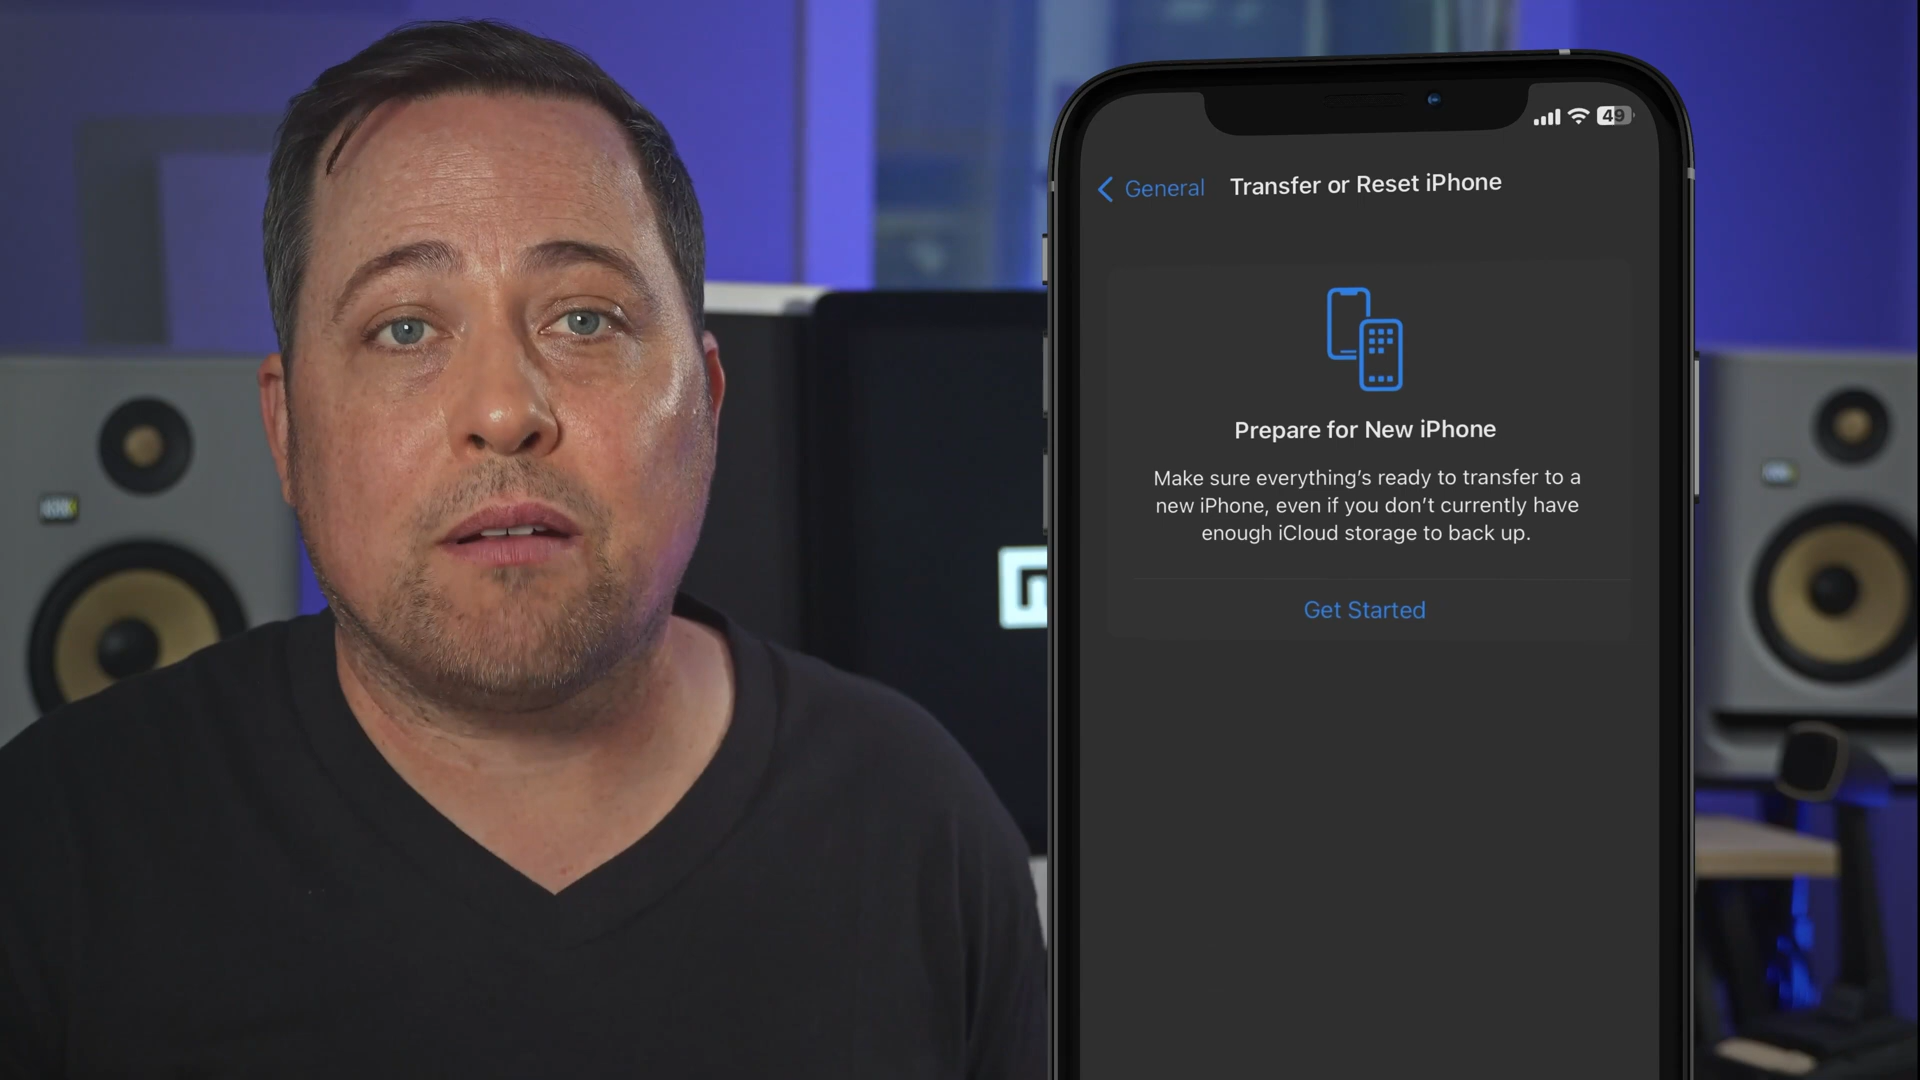 49
General
Transfer or Reset iPhone
Prepare for New iPhone
Make sure everything's ready to transfer to a
new iPhone, even if you don't currently have
enough iCloud storage to back up.
Get Started